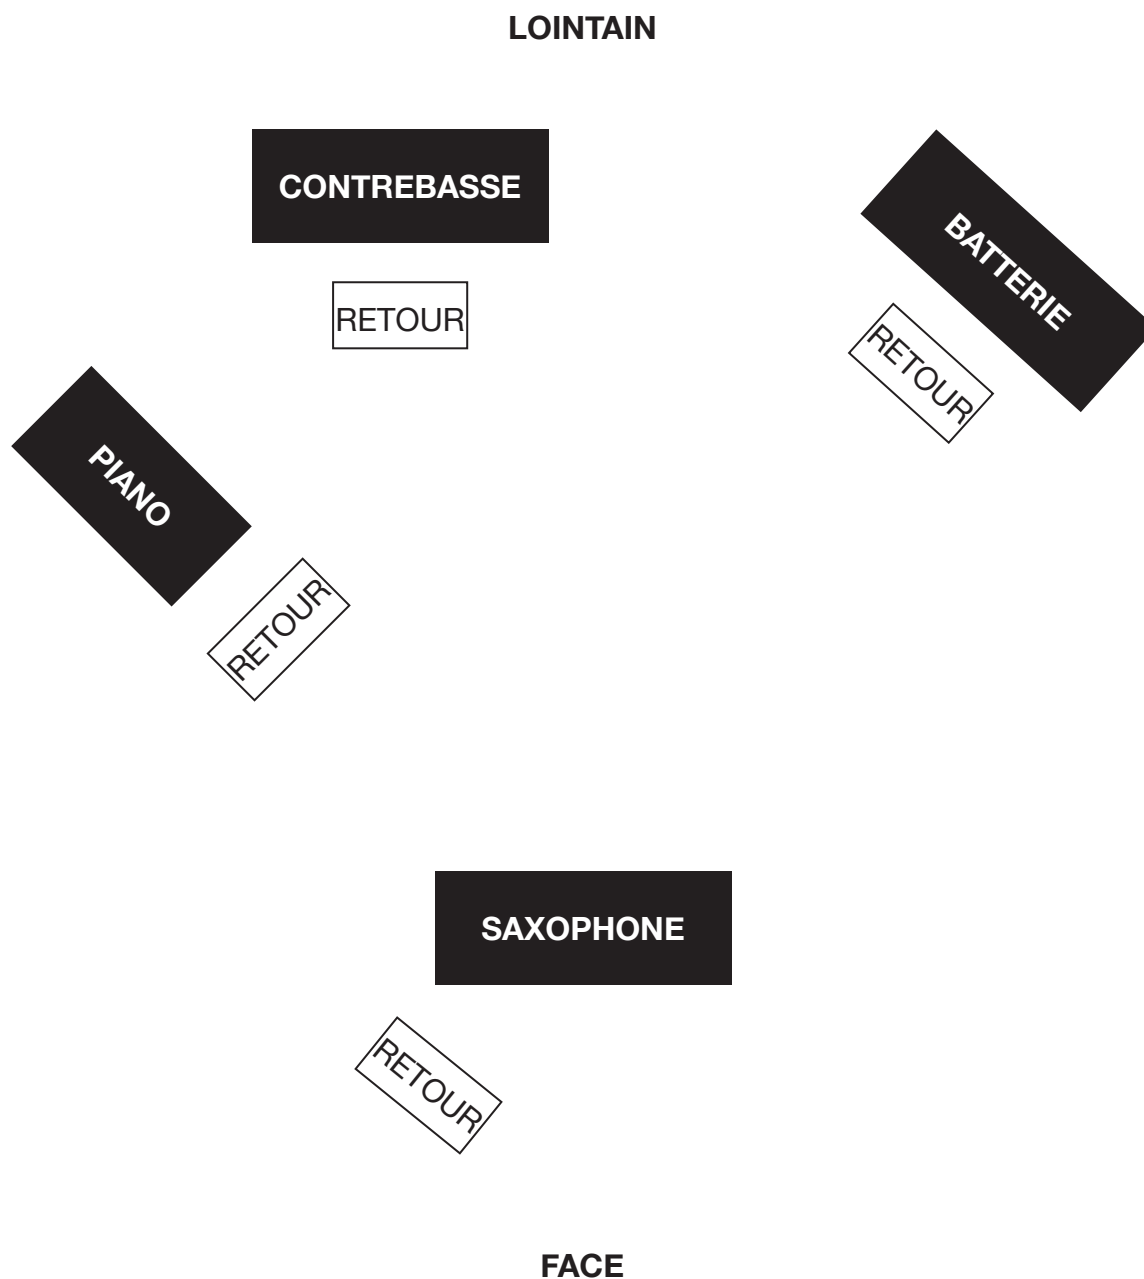 LOINTAIN
CONTREBASSE
BATTERIE
RETOUR
RETOUR
PIANO
RETOUR
SAXOPHONE
RETOUR
FACE